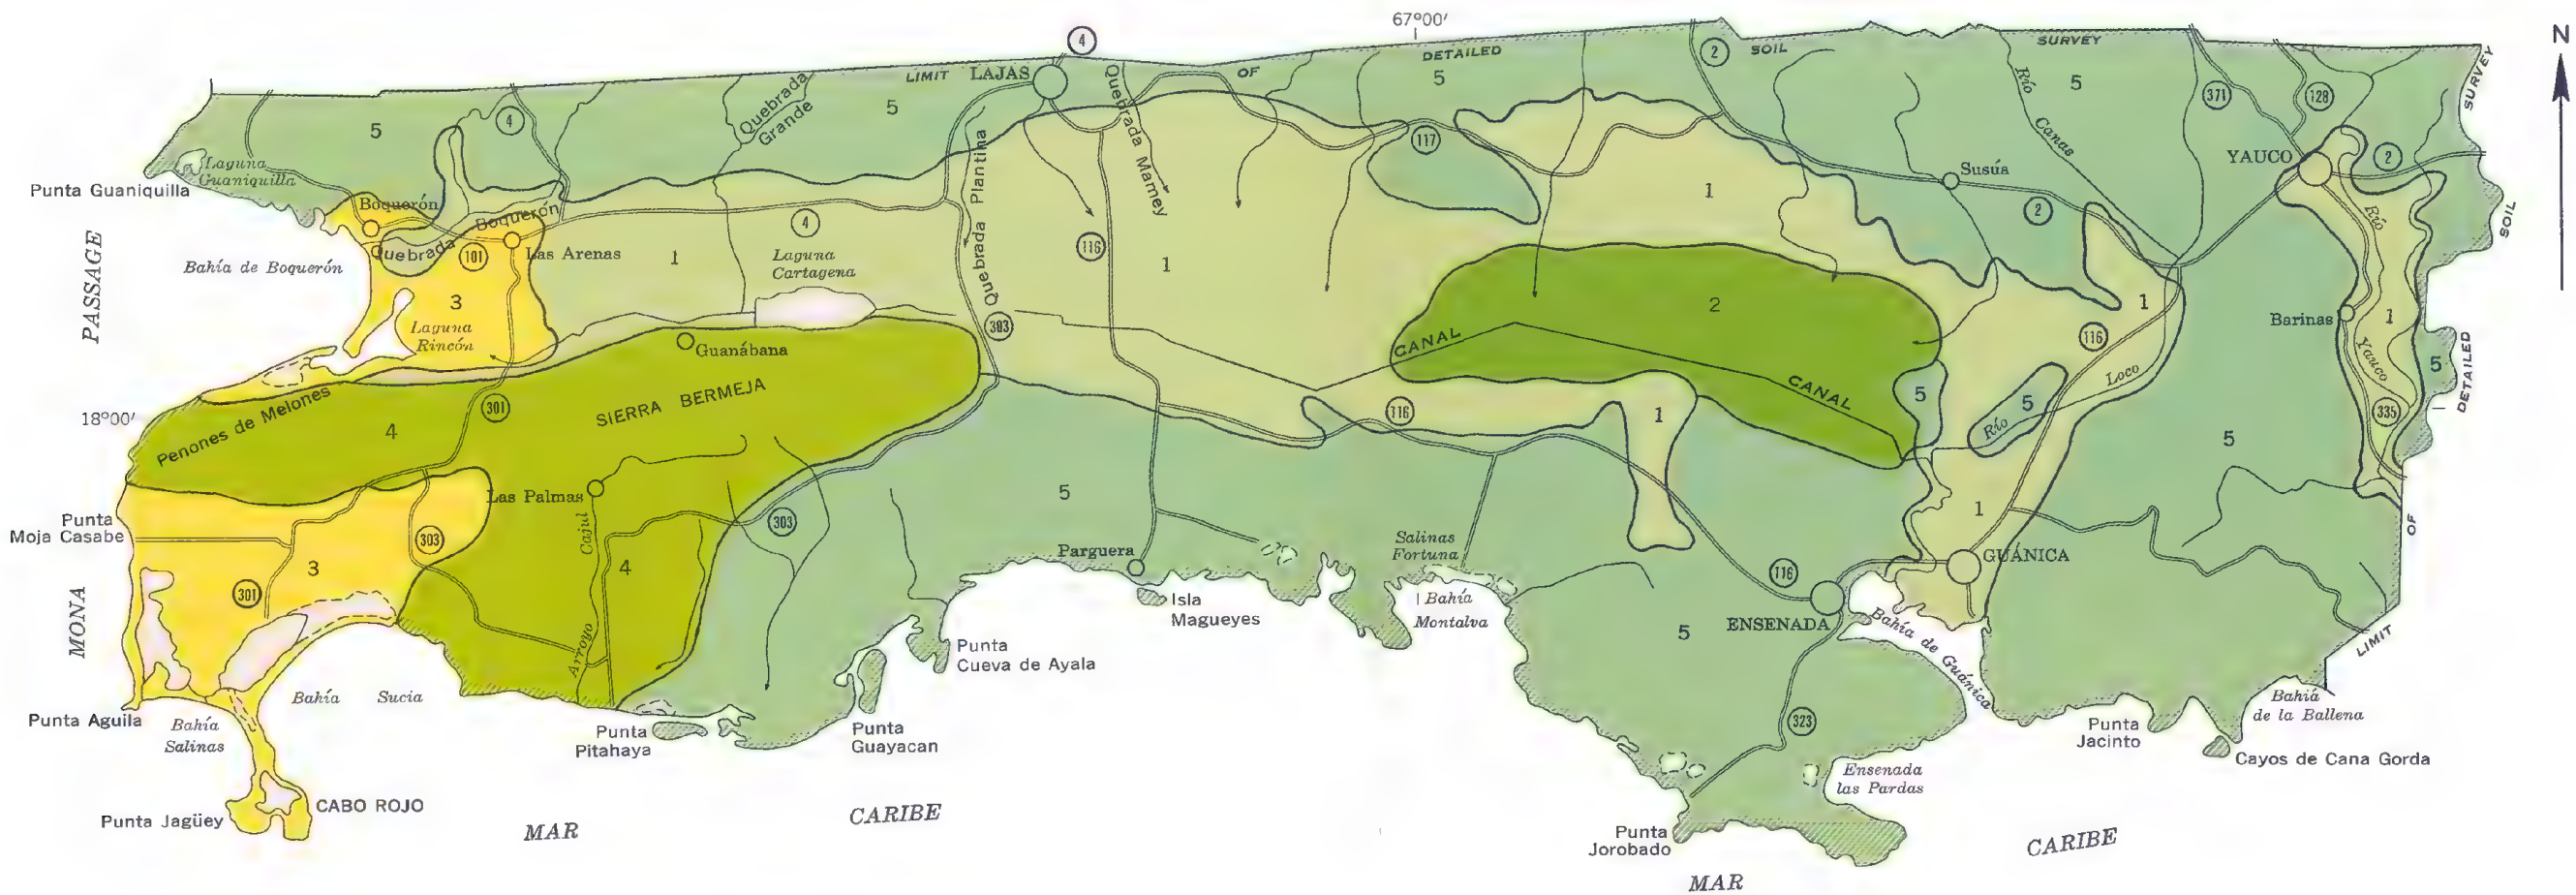 67°00′
N
4
LIMIT
OF
DETAILED
SOIL
SURVEY
LAJAS
2
5
5
5
5
371
128
SURVEY
Quebrada
Grande
4
Quebrada Mamey
Río
Canas
117
YAUCO
2
Laguna
Guaniquilla
Punta Guaniquilla
Quebrada Plantina
Susúa
1
Boquerón
Quebrada Boquerón
2
Río
SOIL
4
116
101
Las Arenas
1
Laguna
Cartagena
1
Bahía de Boquerón
PASSAGE
3
2
1
Laguna
Rincón
303
Barinas
1
116
Yauco
CANAL
Guanábana
5
DETAILED
Loco
CANAL
SIERRA BERMEJA
301
Penones de Melones
18°00′
4
116
1
5
5
Río
335
5
Las Palmas
5
Punta
Moja Casabe
303
303
Cajul
Salinas
Fortuna
1
OF
Parguera
GUÁNICA
3
4
301
116
Isla
Magueyes
Bahía
Montalva
ENSENADA
5
MONA
Arroyo
Bahía de Guánica
LIMIT
Punta
Cueva de Ayala
Bahía Sucia
Punta Aguila
Bahía
Salinas
Punta
Pitahaya
Punta
Guayacan
323
Punta
Jacinto
Bahiá
de la Ballena
Cayos de Cana Gorda
Ensenada
las Pardas
CABO ROJO
Punta Jagüey
MAR
CARIBE
Punta
Jorobado
CARIBE
MAR